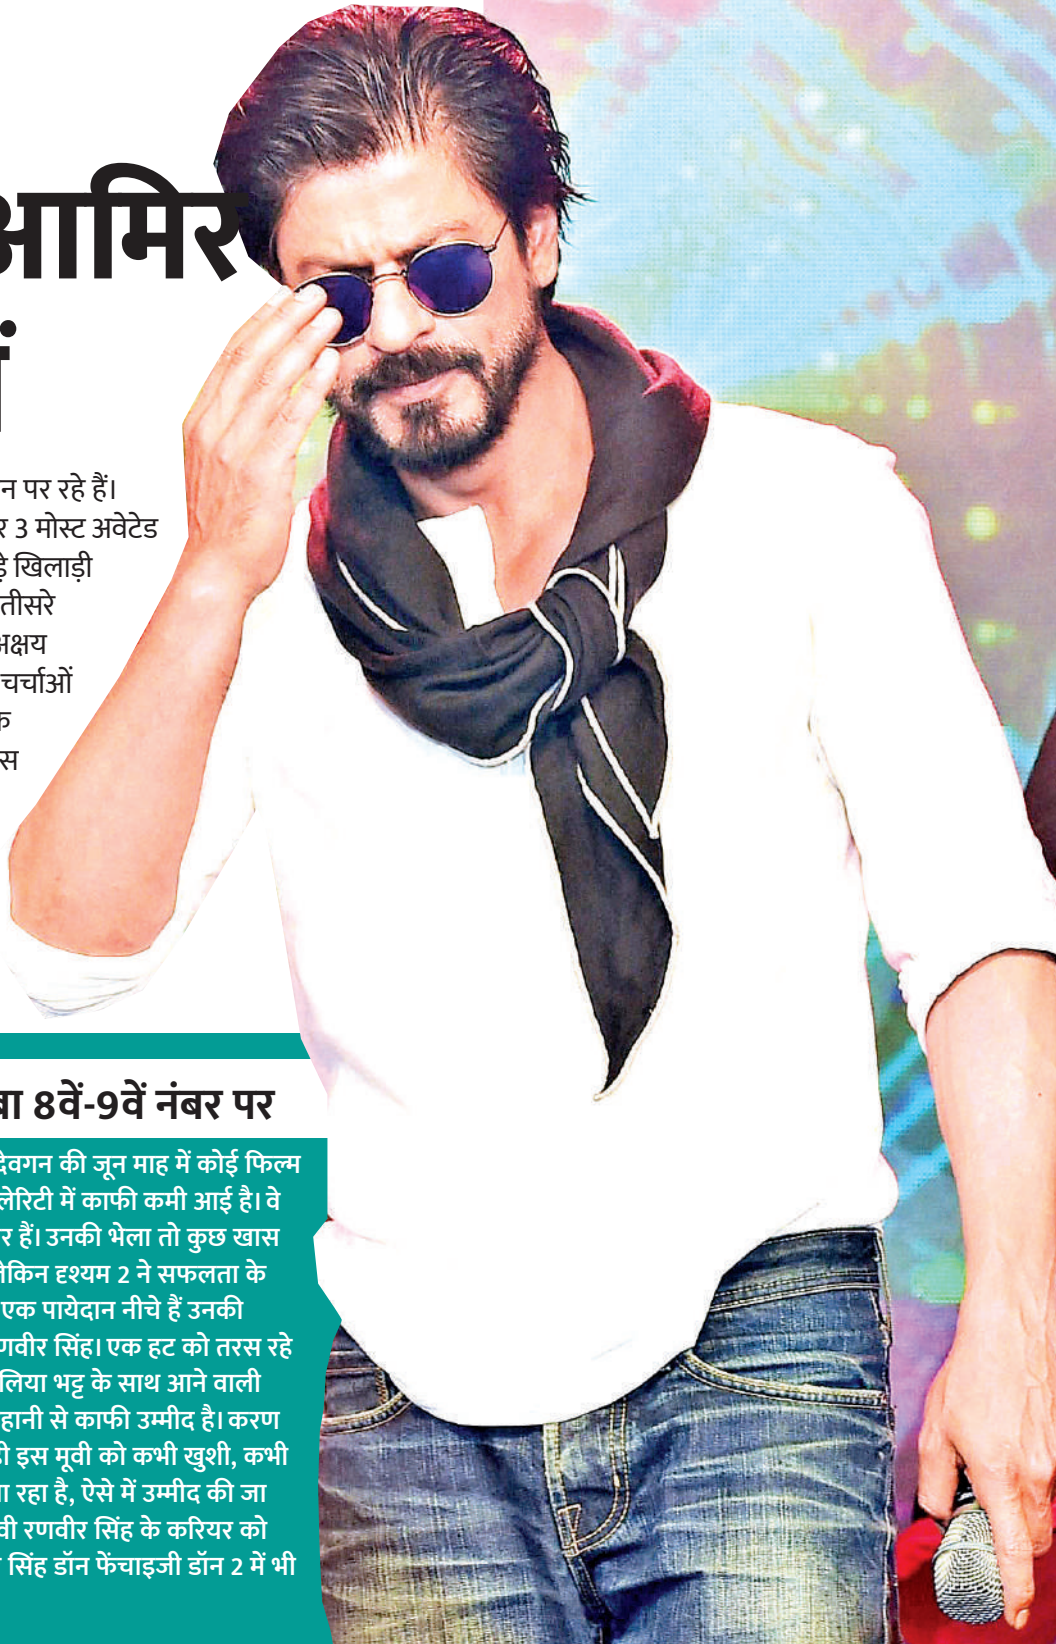 आमिर
में
न पर रहे हैं।
र 3 मोस्ट अवेटेड
ड़े खिलाड़ी
तीसरे
अक्षय
चर्चाओं
क
स
बा 8वें-9वें नंबर पर
देवगन की जून माह में कोई फिल्म
लेरिटी में काफी कमी आई है। वे
र हैं। उनकी भेला तो कुछ खास
लेकिन दृश्यम 2 ने सफलता के
एक पायेदान नीचे हैं उनकी
णवीर सिंह। एक हट को तरस रहे
लिया भट्ट के साथ आने वाली
हानी से काफी उम्मीद है। करण
ही इस मूवी को कभी खुशी, कभी
ा रहा है, ऐसे में उम्मीद की जा
वी रणवीर सिंह के करियर को
सिंह डॉन फेंचाइजी डॉन 2 में भी